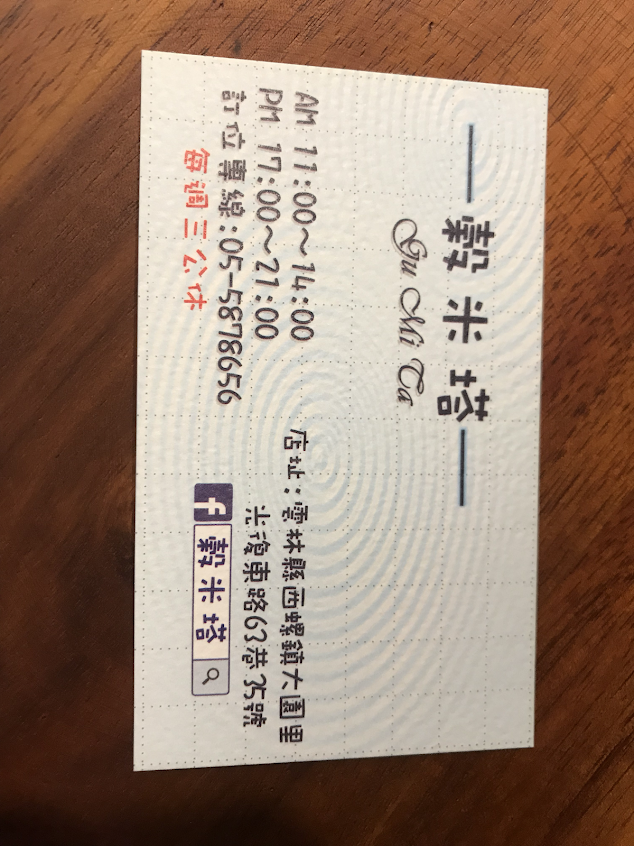 穀米塔
Gu Mi Ta
AM 11:00~14:00
PM 17:00~21:00
訂位專線:05-5878656
每週三公休
店址:雲林縣西螺鎮大園里
光復東路63巷35號
f 穀米塔